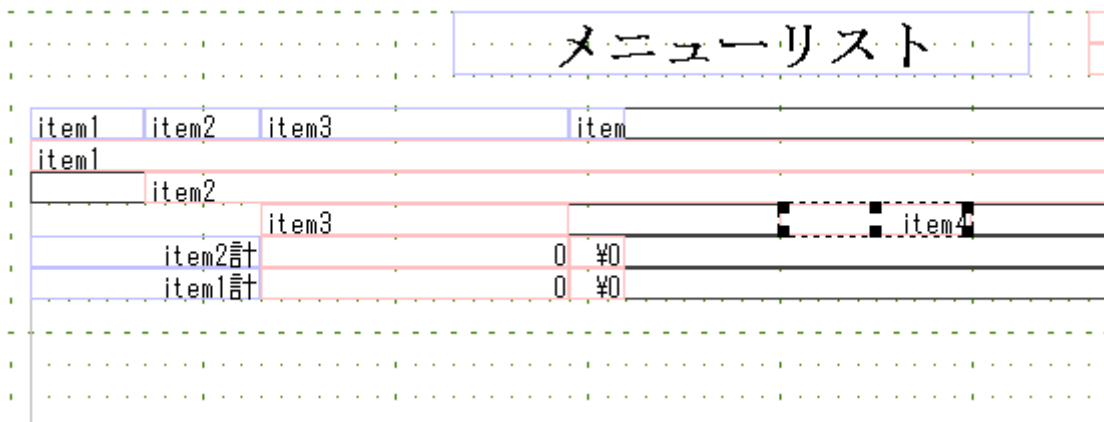 メニューリスト
item1 item2 item3 item
item1
item2
item3 item4
item2計 0 ¥0
item1計 0 ¥0